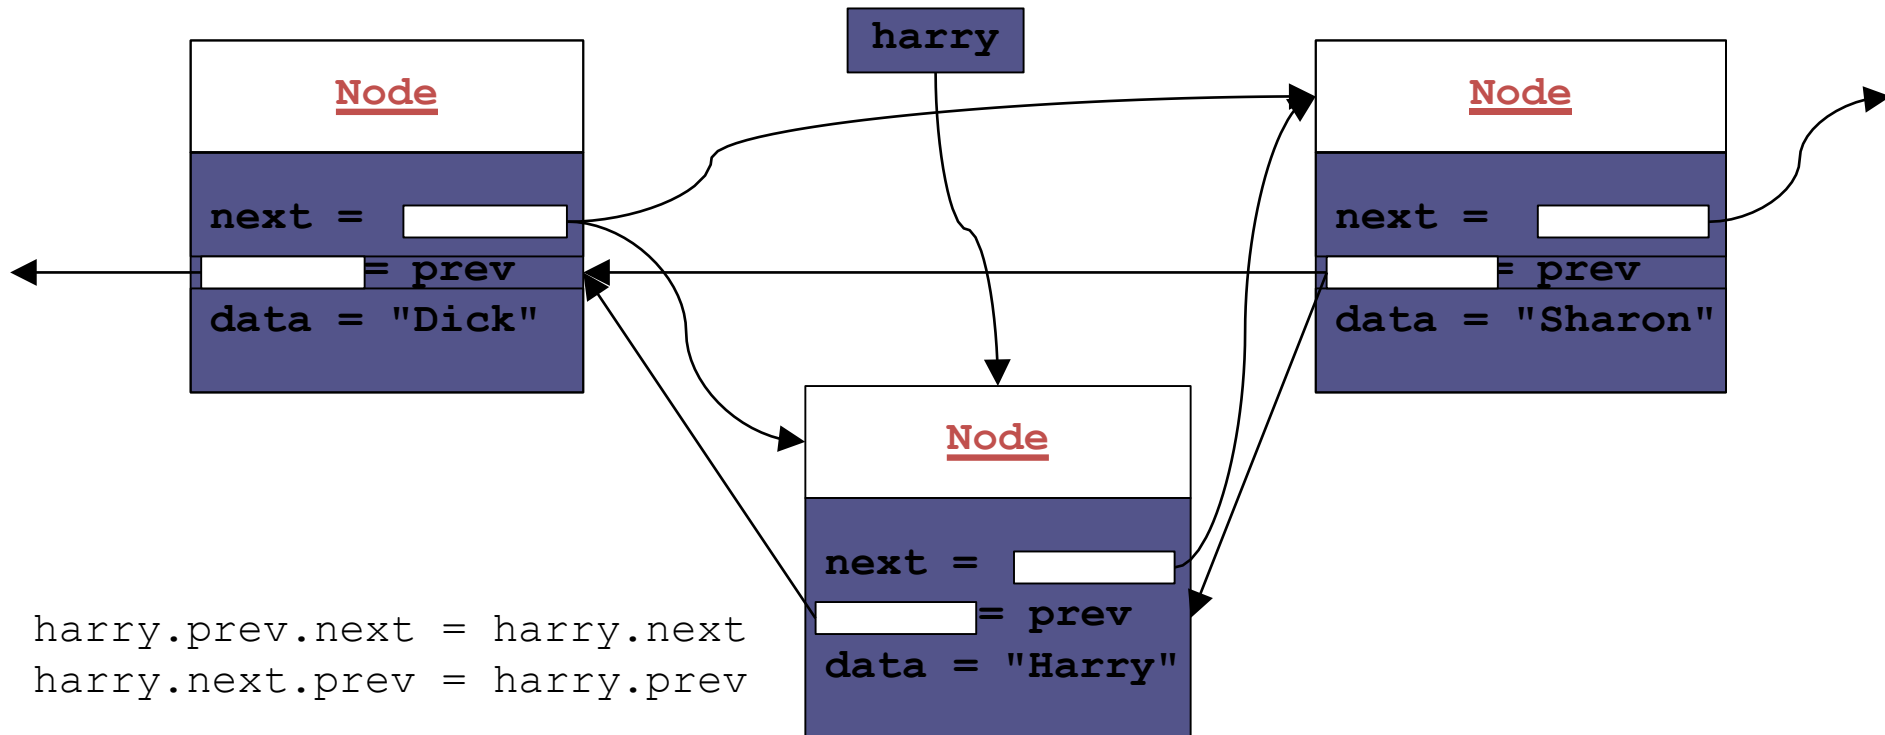 harry
Node
next =
= prev
data = "Dick"
Node
next =
= prev
data = "Sharon"
Node
next =
= prev
data = "Harry"
harry.prev.next = harry.next
harry.next.prev = harry.prev